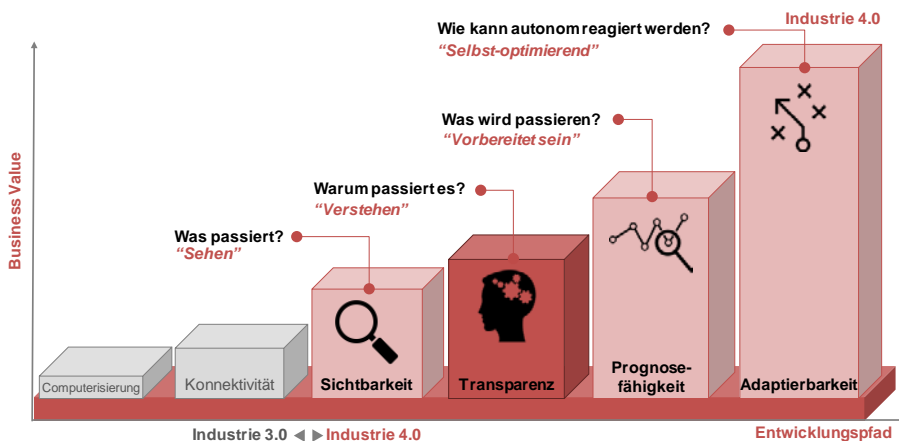 Industrie 4.0
Wie kann autonom reagiert werden?
“Selbst-optimierend”
Was wird passieren?
“Vorbereitet sein”
Warum passiert es?
“Verstehen”
Was passiert?
“Sehen”
Business Value
Computerisierung
Konnektivität
Sichtbarkeit
Transparenz
Prognose-
fähigkeit
Adaptierbarkeit
Industrie 3.0 ◄ ► Industrie 4.0
Entwicklungspfad